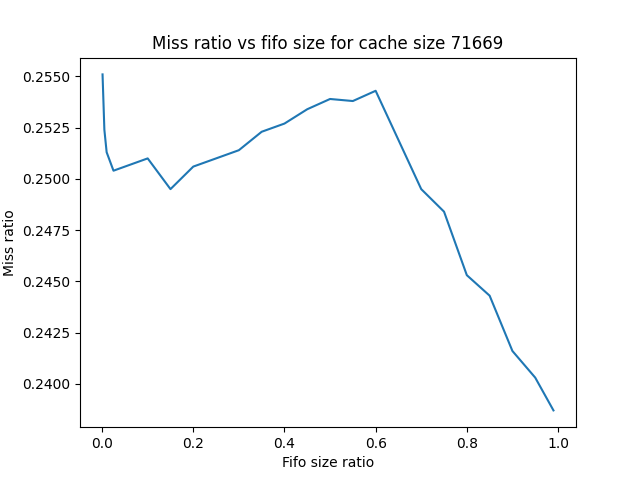 Miss ratio vs fifo size for cache size 71669
0.2550
0.2525
0.2500
0.2475
0.2450
0.2425
0.2400
Miss ratio
0.0 0.2 0.4 0.6 0.8 1.0
Fifo size ratio